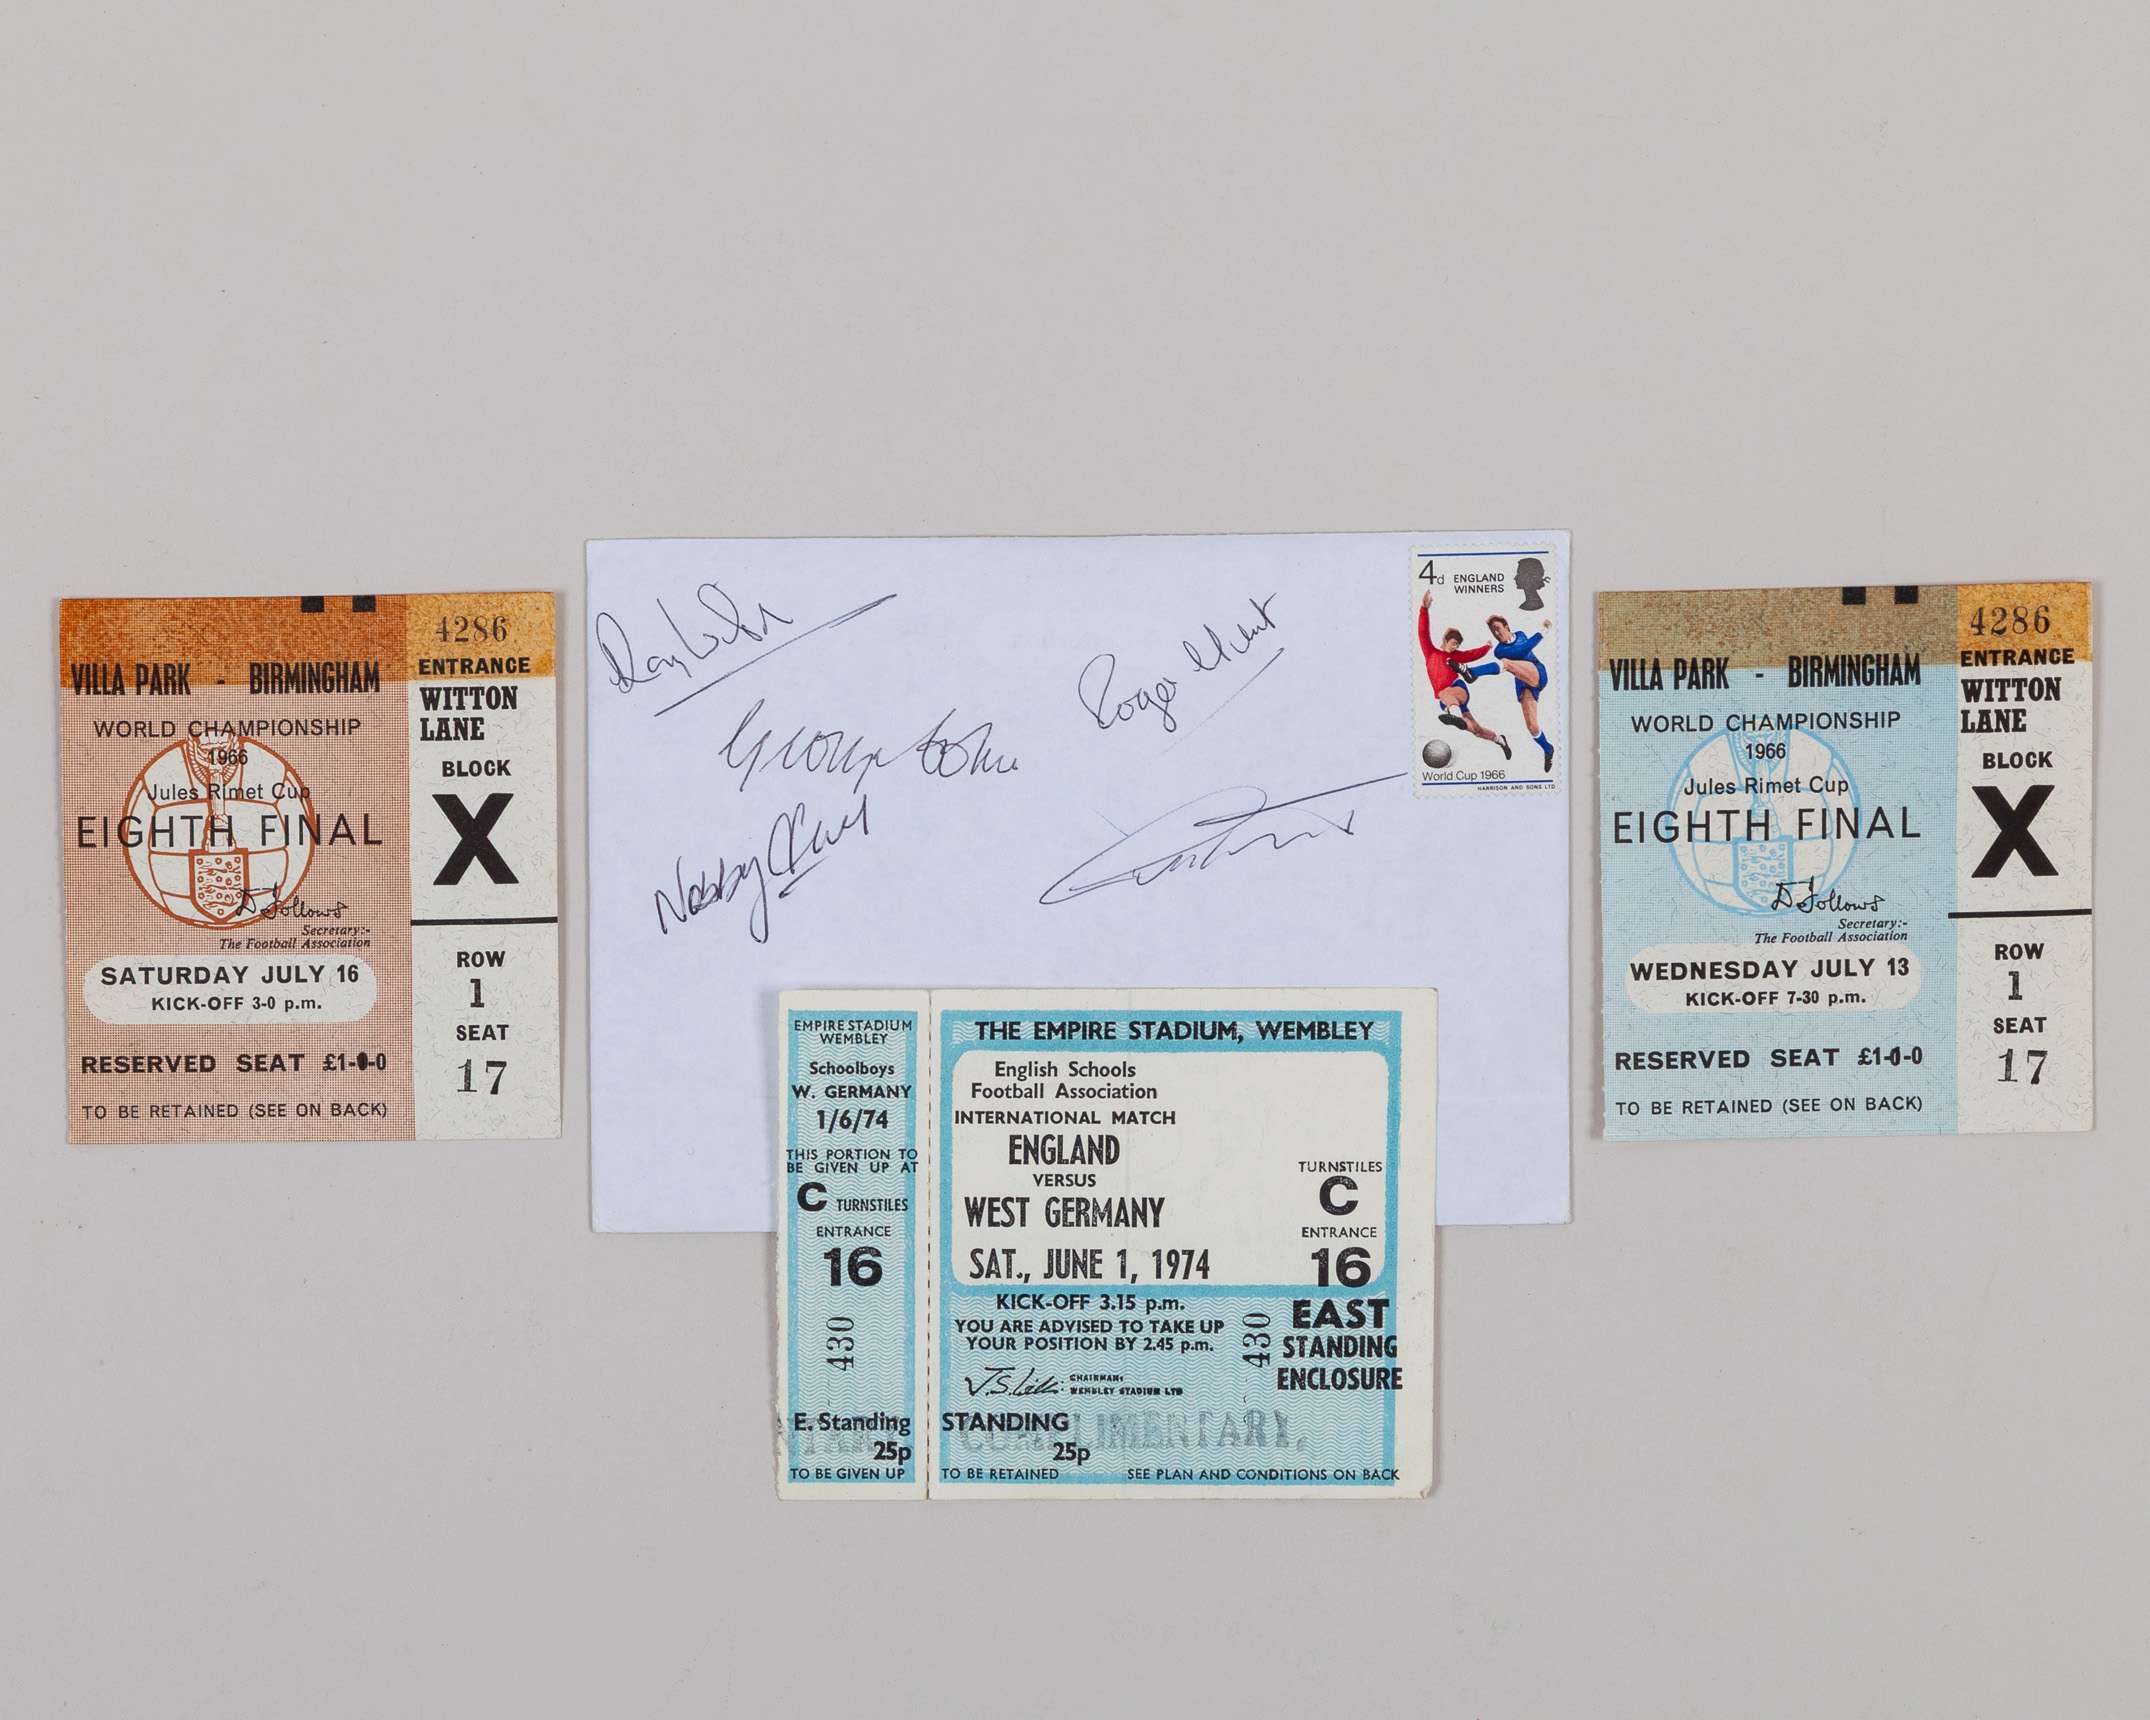 VILLA PARK - BIRMINGHAM
WORLD CHAMPIONSHIP
1966
Jules Rimet Cup
EIGHTH FINAL
D Follows
Secretary:-
The Football Association
SATURDAY JULY 16
KICK-OFF 3-0 p.m.
RESERVED SEAT £1-0-0
TO BE RETAINED (SEE ON BACK)
4286
ENTRANCE
WITTON
LANE
BLOCK
X
ROW
1
SEAT
17
Ray Wilson
George Cohen
Nobby
Roger Hunt
4d ENGLAND
WINNERS
World Cup 1966
HARRISON AND SONS LTD
EMPIRE STADIUM
WEMBLEY
Schoolboys
W. GERMANY
1/6/74
THIS PORTION TO
BE GIVEN UP AT
C TURNSTILES
ENTRANCE
16
430
E. Standing
25p
TO BE GIVEN UP
THE EMPIRE STADIUM, WEMBLEY
English Schools
Football Association
INTERNATIONAL MATCH
ENGLAND
VERSUS
WEST GERMANY
SAT., JUNE 1, 1974
KICK-OFF 3.15 p.m.
YOU ARE ADVISED TO TAKE UP
YOUR POSITION BY 2.45 p.m.
CHAIRMAN:
WEMBLEY STADIUM LTD
STANDING
25p
COMPLIMENTARY.
TO BE RETAINED
SEE PLAN AND CONDITIONS ON BACK
TURNSTILES
C
ENTRANCE
16
430
EAST
STANDING
ENCLOSURE
VILLA PARK - BIRMINGHAM
WORLD CHAMPIONSHIP
1966
Jules Rimet Cup
EIGHTH FINAL
D Follows
Secretary:-
The Football Association
WEDNESDAY JULY 13
KICK-OFF 7-30 p.m.
RESERVED SEAT £1-0-0
TO BE RETAINED (SEE ON BACK)
4286
ENTRANCE
WITTON
LANE
BLOCK
X
ROW
1
SEAT
17